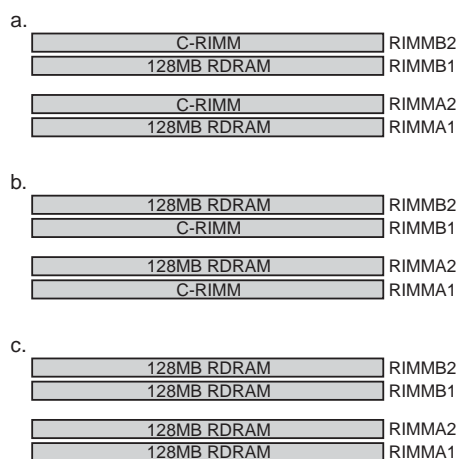 a.
C-RIMM RIMMB2
128MB RDRAM RIMMB1
C-RIMM RIMMA2
128MB RDRAM RIMMA1
b.
128MB RDRAM RIMMB2
C-RIMM RIMMB1
128MB RDRAM RIMMA2
C-RIMM RIMMA1
c.
128MB RDRAM RIMMB2
128MB RDRAM RIMMB1
128MB RDRAM RIMMA2
128MB RDRAM RIMMA1